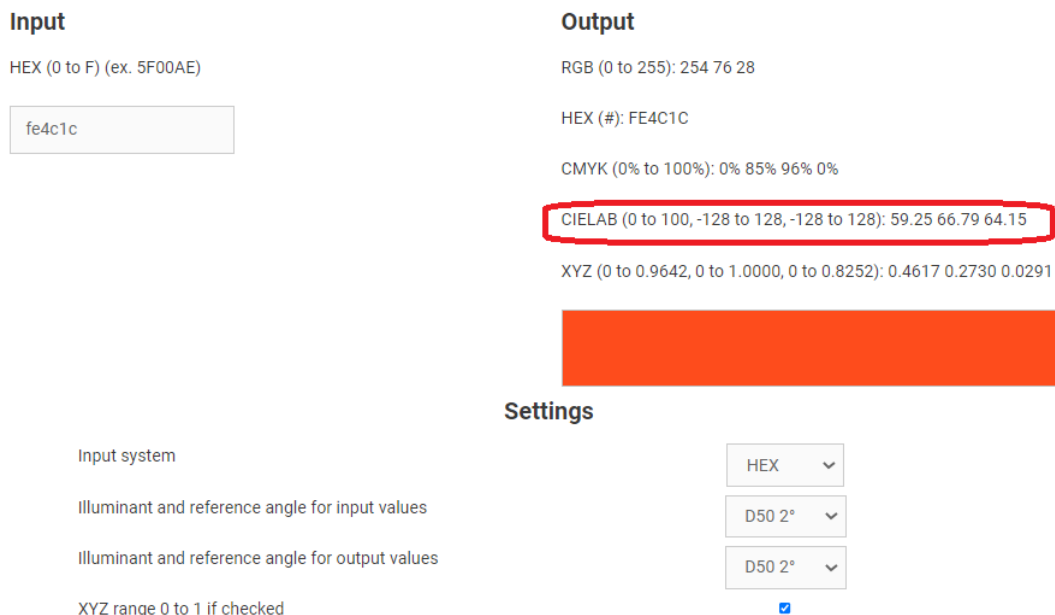 Input
HEX (0 to F) (ex. 5F00AE)
fe4c1c
Output
RGB (0 to 255): 254 76 28
HEX (#): FE4C1C
CMYK (0% to 100%): 0% 85% 96% 0%
CIELAB (0 to 100, -128 to 128, -128 to 128): 59.25 66.79 64.15
XYZ (0 to 0.9642, 0 to 1.0000, 0 to 0.8252): 0.4617 0.2730 0.0291
Settings
Input system HEX
Illuminant and reference angle for input values D50 2°
Illuminant and reference angle for output values D50 2°
XYZ range 0 to 1 if checked